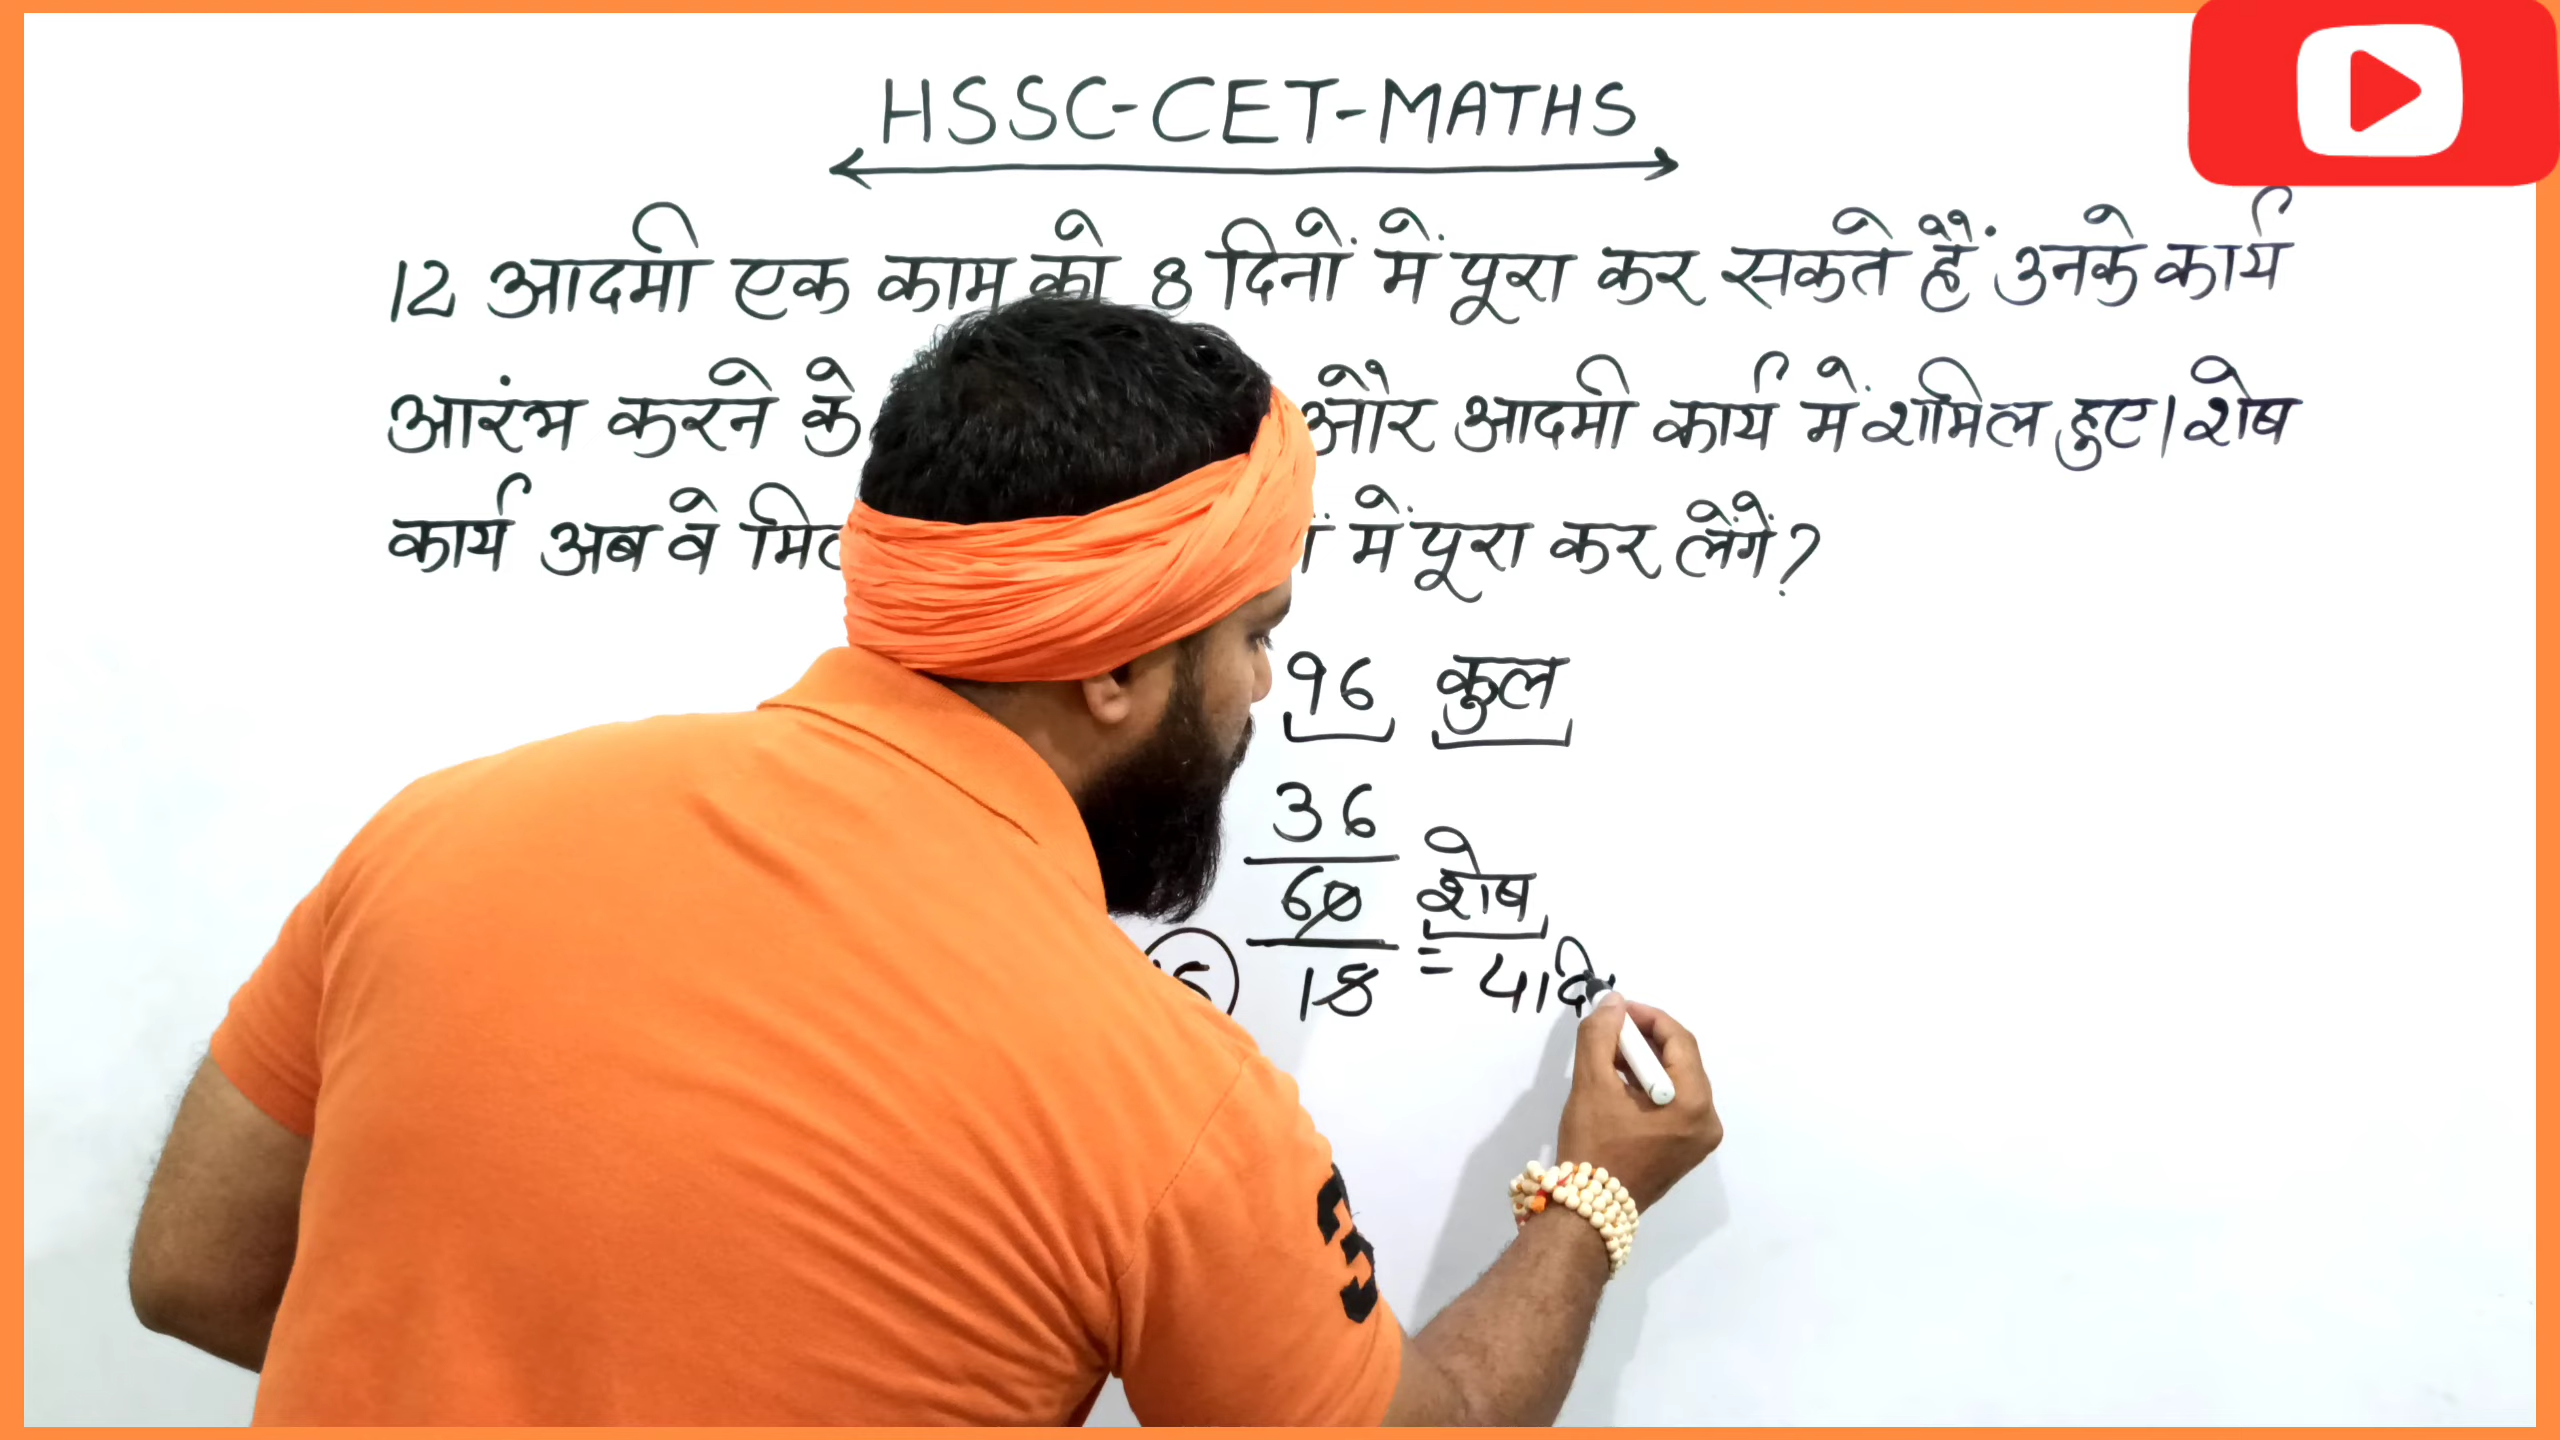 HSSC-CET-MATHS
12 आदमी एक काम को 8 दिनों में पूरा कर सकते हैं उनके कार्य
आरंभ करने के और आदमी कार्य में शामिल हुए। शेष
कार्य अब वे में पूरा कर लेंगें?
96 कुल
36
60 शेष
18 = 4
3